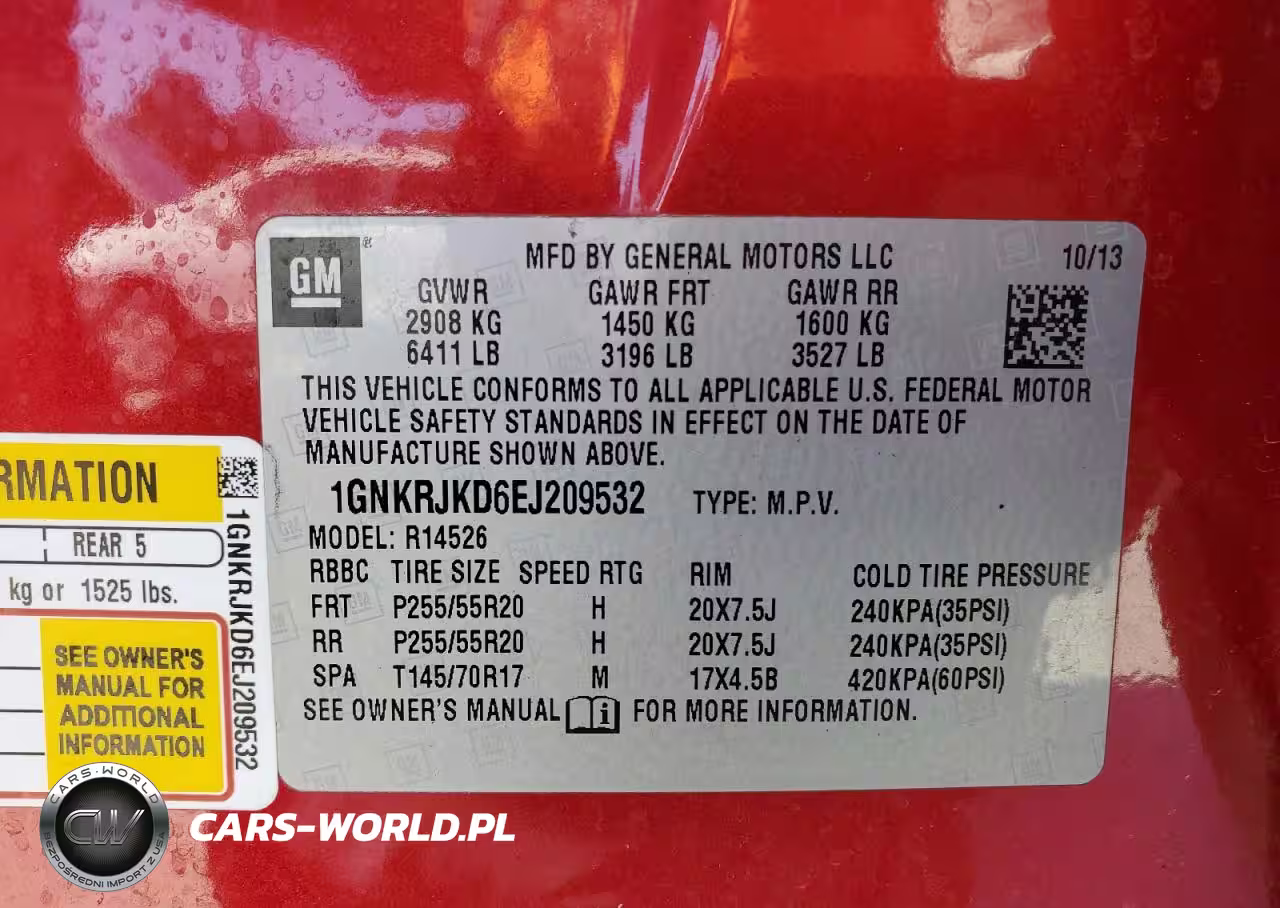 GM
MFD BY GENERAL MOTORS LLC 10/13
GVWR GAWR FRT GAWR RR
2908 KG 1450 KG 1600 KG
6411 LB 3196 LB 3527 LB
THIS VEHICLE CONFORMS TO ALL APPLICABLE U.S. FEDERAL MOTOR
VEHICLE SAFETY STANDARDS IN EFFECT ON THE DATE OF
MANUFACTURE SHOWN ABOVE.
1GNKRJKD6EJ209532 TYPE: M.P.V.
MODEL: R14526
RBBC TIRE SIZE SPEED RTG RIM COLD TIRE PRESSURE
FRT P255/55R20 H 20X7.5J 240KPA(35PSI)
RR P255/55R20 H 20X7.5J 240KPA(35PSI)
SPA T145/70R17 M 17X4.5B 420KPA(60PSI)
SEE OWNER'S MANUAL i FOR MORE INFORMATION.
RMATION
REAR 5
kg or 1525 lbs.
SEE OWNER'S
MANUAL FOR
ADDITIONAL
INFORMATION
1GNKRJKD6EJ209532
CARS-WORLD
CW
BEZPOŚREDNI IMPORT Z USA
CARS-WORLD.PL